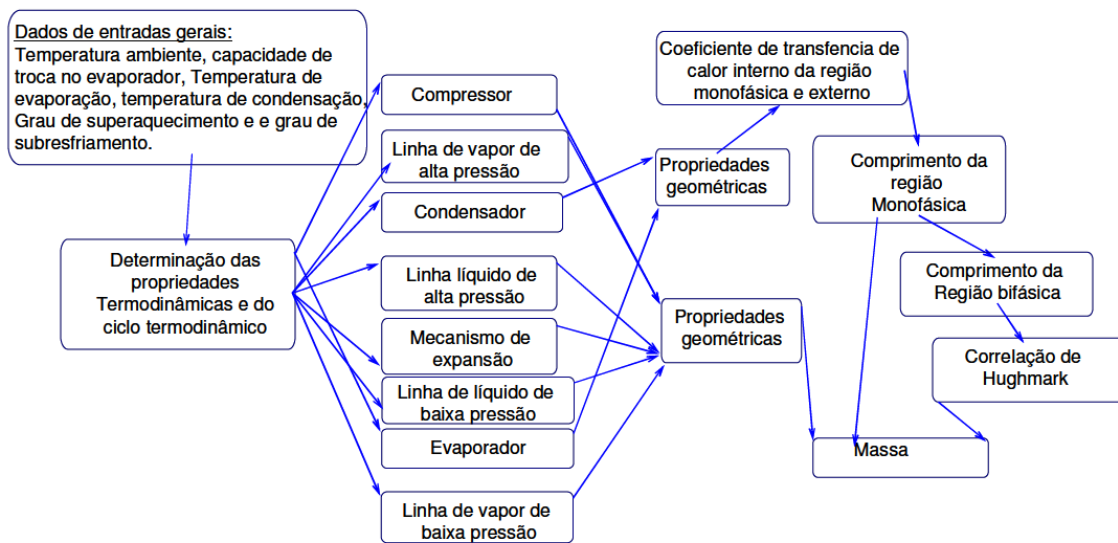 Dados de entradas gerais:
Temperatura ambiente, capacidade de
troca no evaporador, Temperatura de
evaporação, temperatura de condensação,
Grau de superaquecimento e e grau de
subresfriamento.
Determinação das
propriedades
Termodinâmicas e do
ciclo termodinâmico
Compressor
Linha de vapor de
alta pressão
Condensador
Linha líquido de
alta pressão
Mecanismo de
expansão
Linha de líquido de
baixa pressão
Evaporador
Linha de vapor de
baixa pressão
Coeficiente de transfencia de
calor interno da região
monofásica e externo
Propriedades
geométricas
Propriedades
geométricas
Comprimento da
região
Monofásica
Comprimento da
Região bifásica
Correlação de
Hughmark
Massa